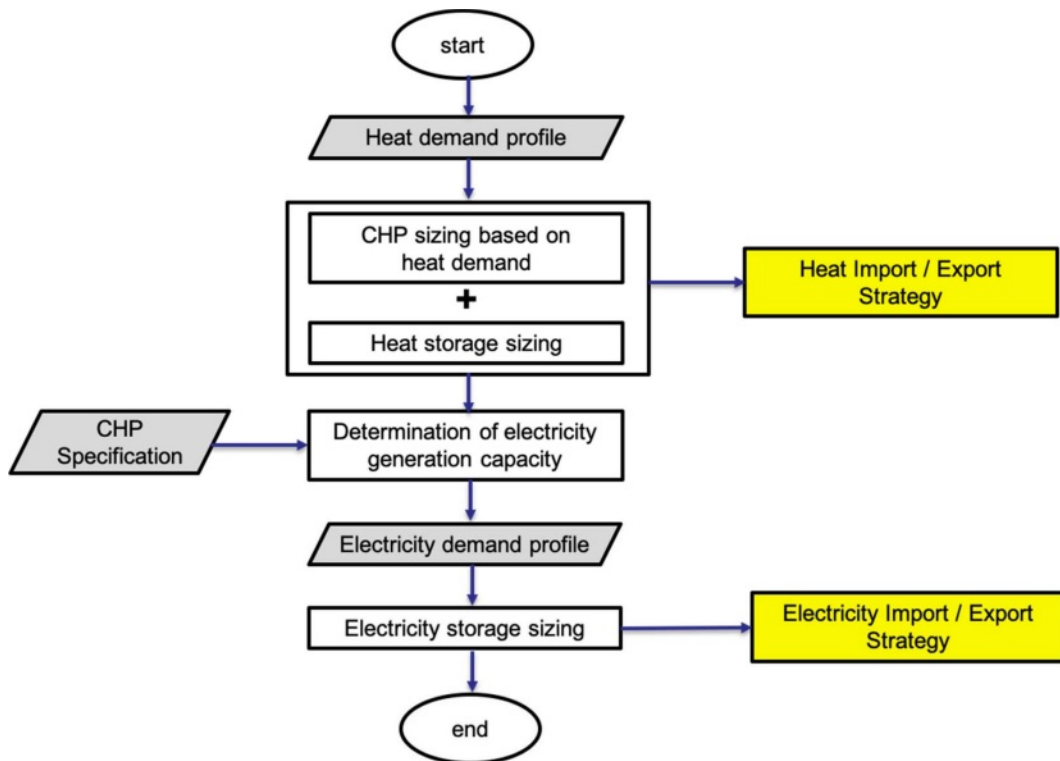 start
Heat demand profile
CHP sizing based on
heat demand
+
Heat storage sizing
Heat Import / Export
Strategy
CHP
Specification
Determination of electricity
generation capacity
Electricity demand profile
Electricity storage sizing
Electricity Import / Export
Strategy
end